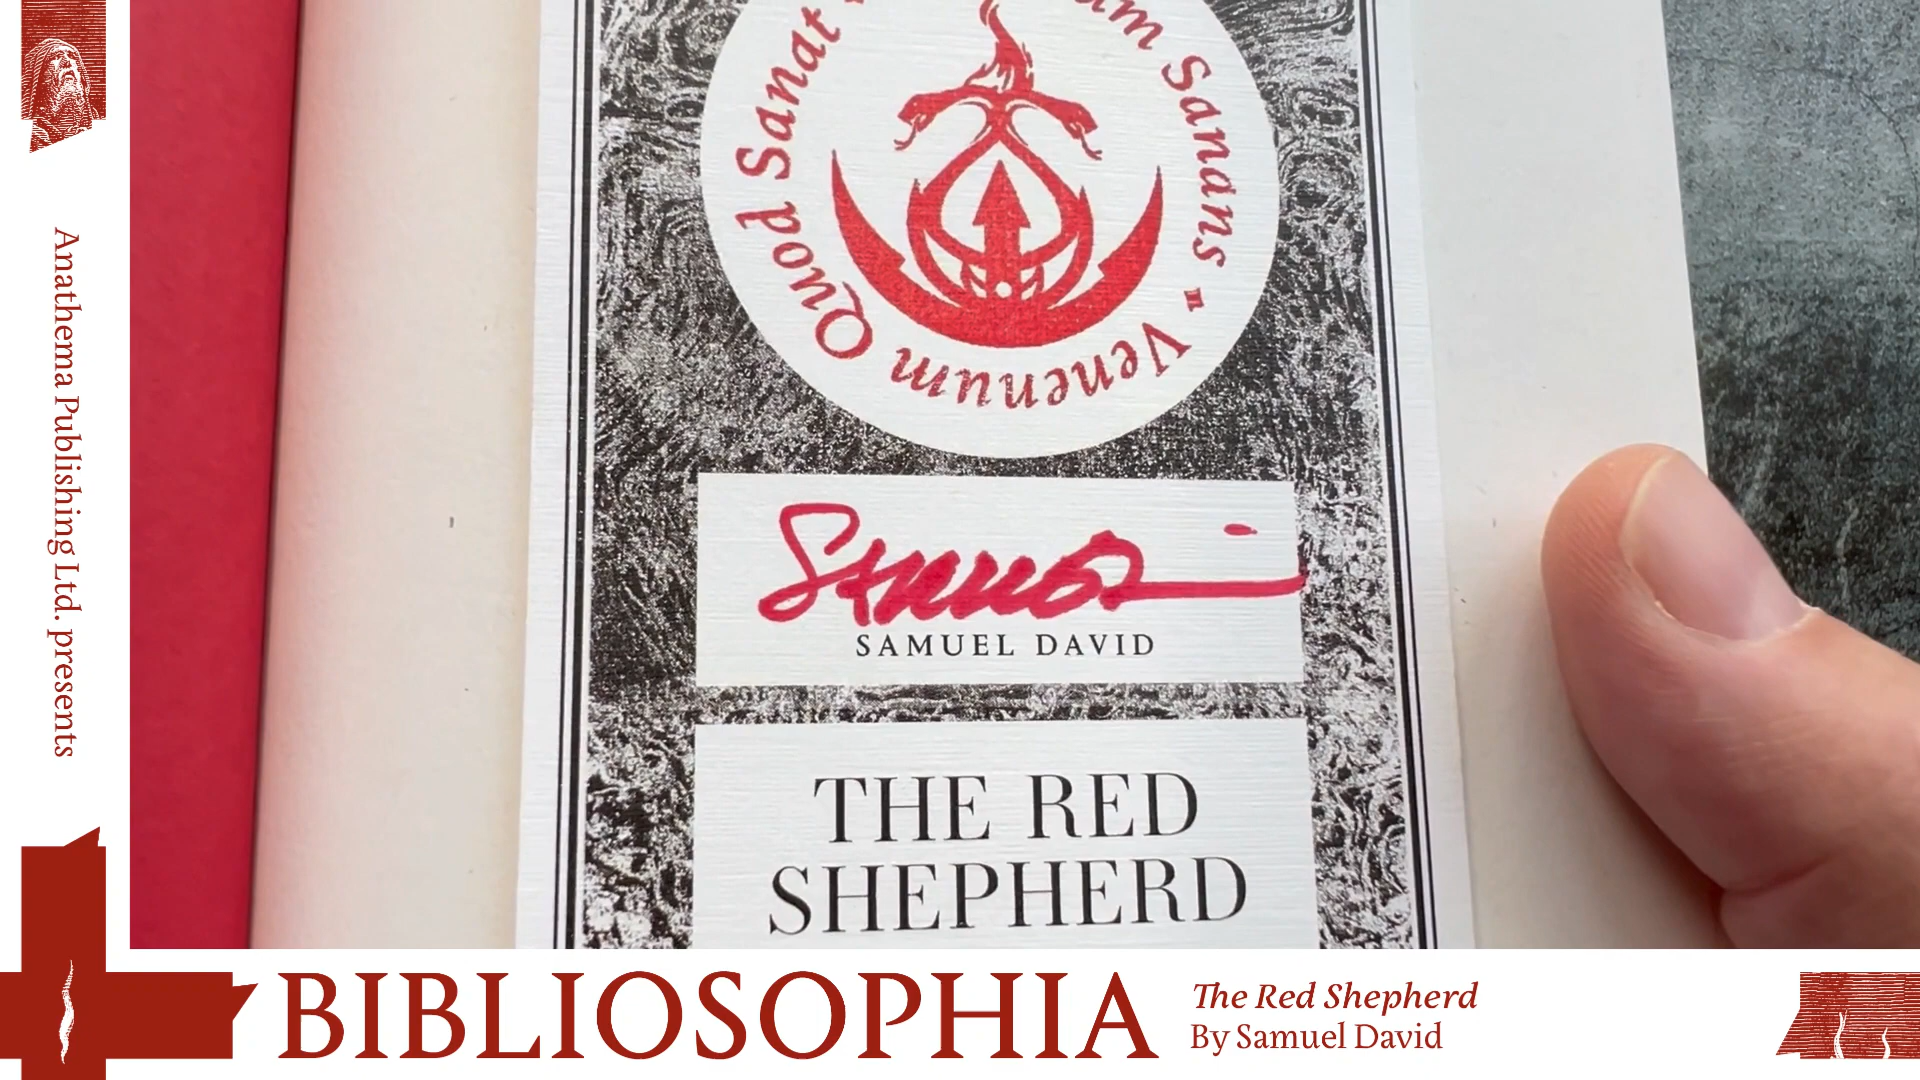 Anathema Publishing Ltd. presents
Quod Sanat
Sanans ▪ Venenum
SAMUEL DAVID
THE RED
SHEPHERD
BIBLIOSOPHIA
The Red Shepherd
By Samuel David